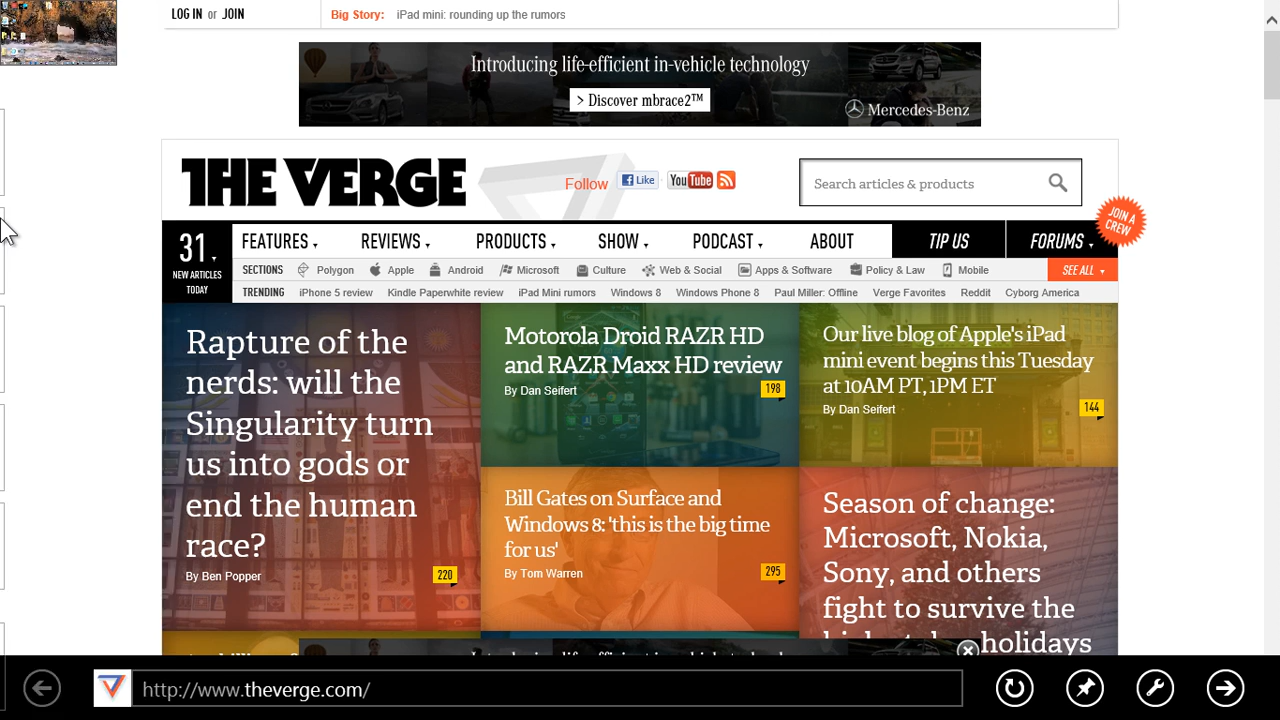 LOG IN or JOIN
Big Story: iPad mini: rounding up the rumors
Introducing life-efficient in-vehicle technology
> Discover mbrace2™
Mercedes-Benz
THE VERGE
Follow
Like
YouTube
Search articles & products
JOIN A CREW
31
NEW ARTICLES
TODAY
FEATURES REVIEWS PRODUCTS SHOW PODCAST ABOUT TIP US FORUMS
SECTIONS Polygon Apple Android Microsoft Culture Web & Social Apps & Software Policy & Law Mobile SEE ALL
TRENDING iPhone 5 review Kindle Paperwhite review iPad Mini rumors Windows 8 Windows Phone 8 Paul Miller: Offline Verge Favorites Reddit Cyborg America
Rapture of the
nerds: will the
Singularity turn
us into gods or
end the human
race?
By Ben Popper
220
Motorola Droid RAZR HD
and RAZR Maxx HD review
By Dan Seifert
198
Our live blog of Apple's iPad
mini event begins this Tuesday
at 10AM PT, 1PM ET
By Dan Seifert
144
Bill Gates on Surface and
Windows 8: 'this is the big time
for us'
By Tom Warren
295
Season of change:
Microsoft, Nokia,
Sony, and others
fight to survive the
holidays
http://www.theverge.com/